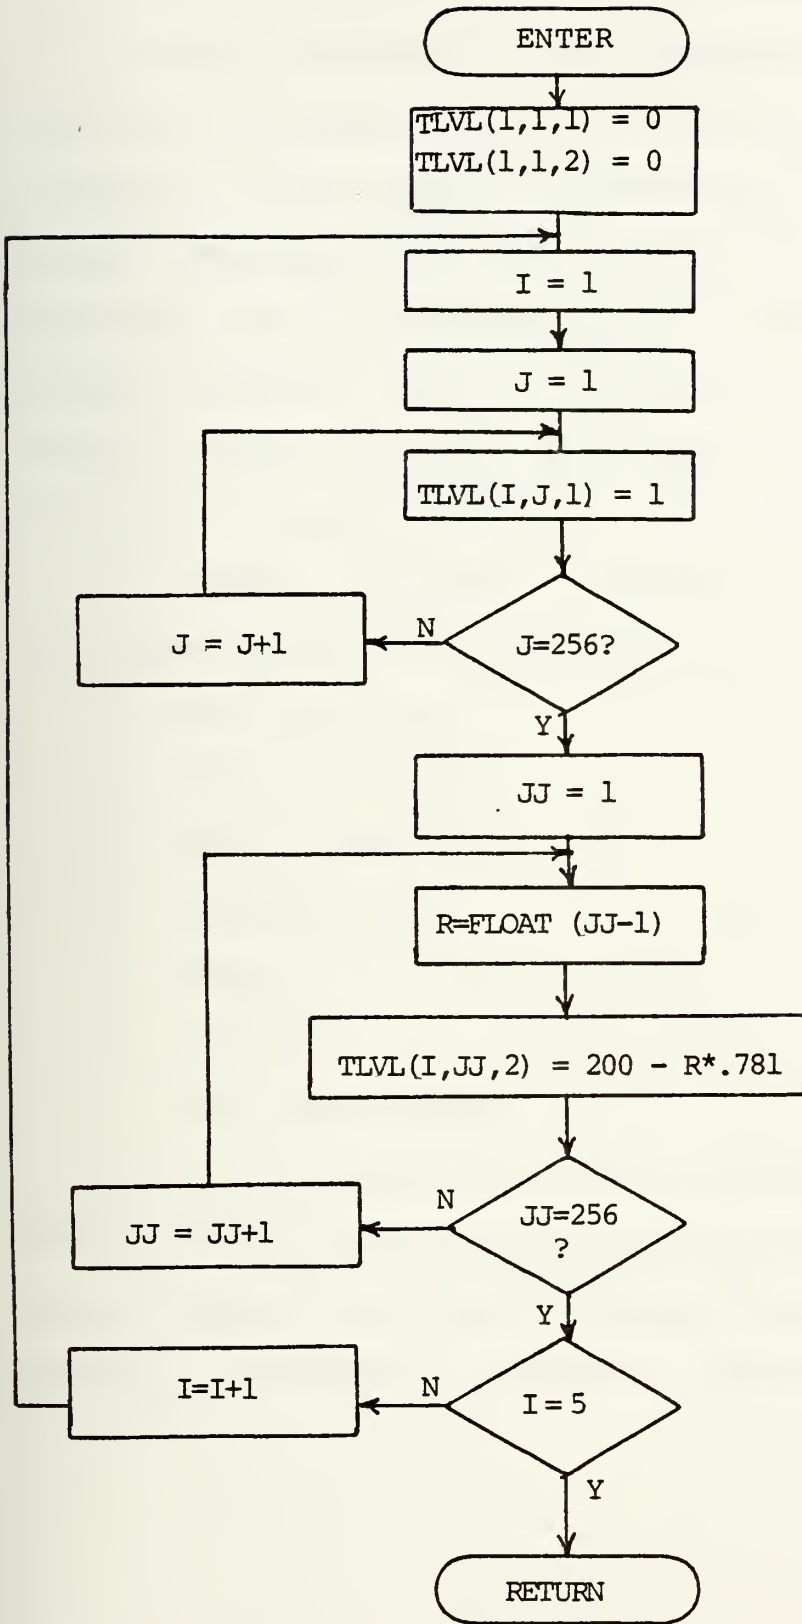 ENTER
TLVL(1,1,1) = 0
TLVL(1,1,2) = 0
I = 1
J = 1
TLVL(I,J,1) = 1
J=256?
N
J = J+1
Y
JJ = 1
R=FLOAT (JJ-1)
TLVL(I,JJ,2) = 200 - R*.781
JJ=256
?
N
JJ = JJ+1
Y
I = 5
N
I=I+1
Y
RETURN